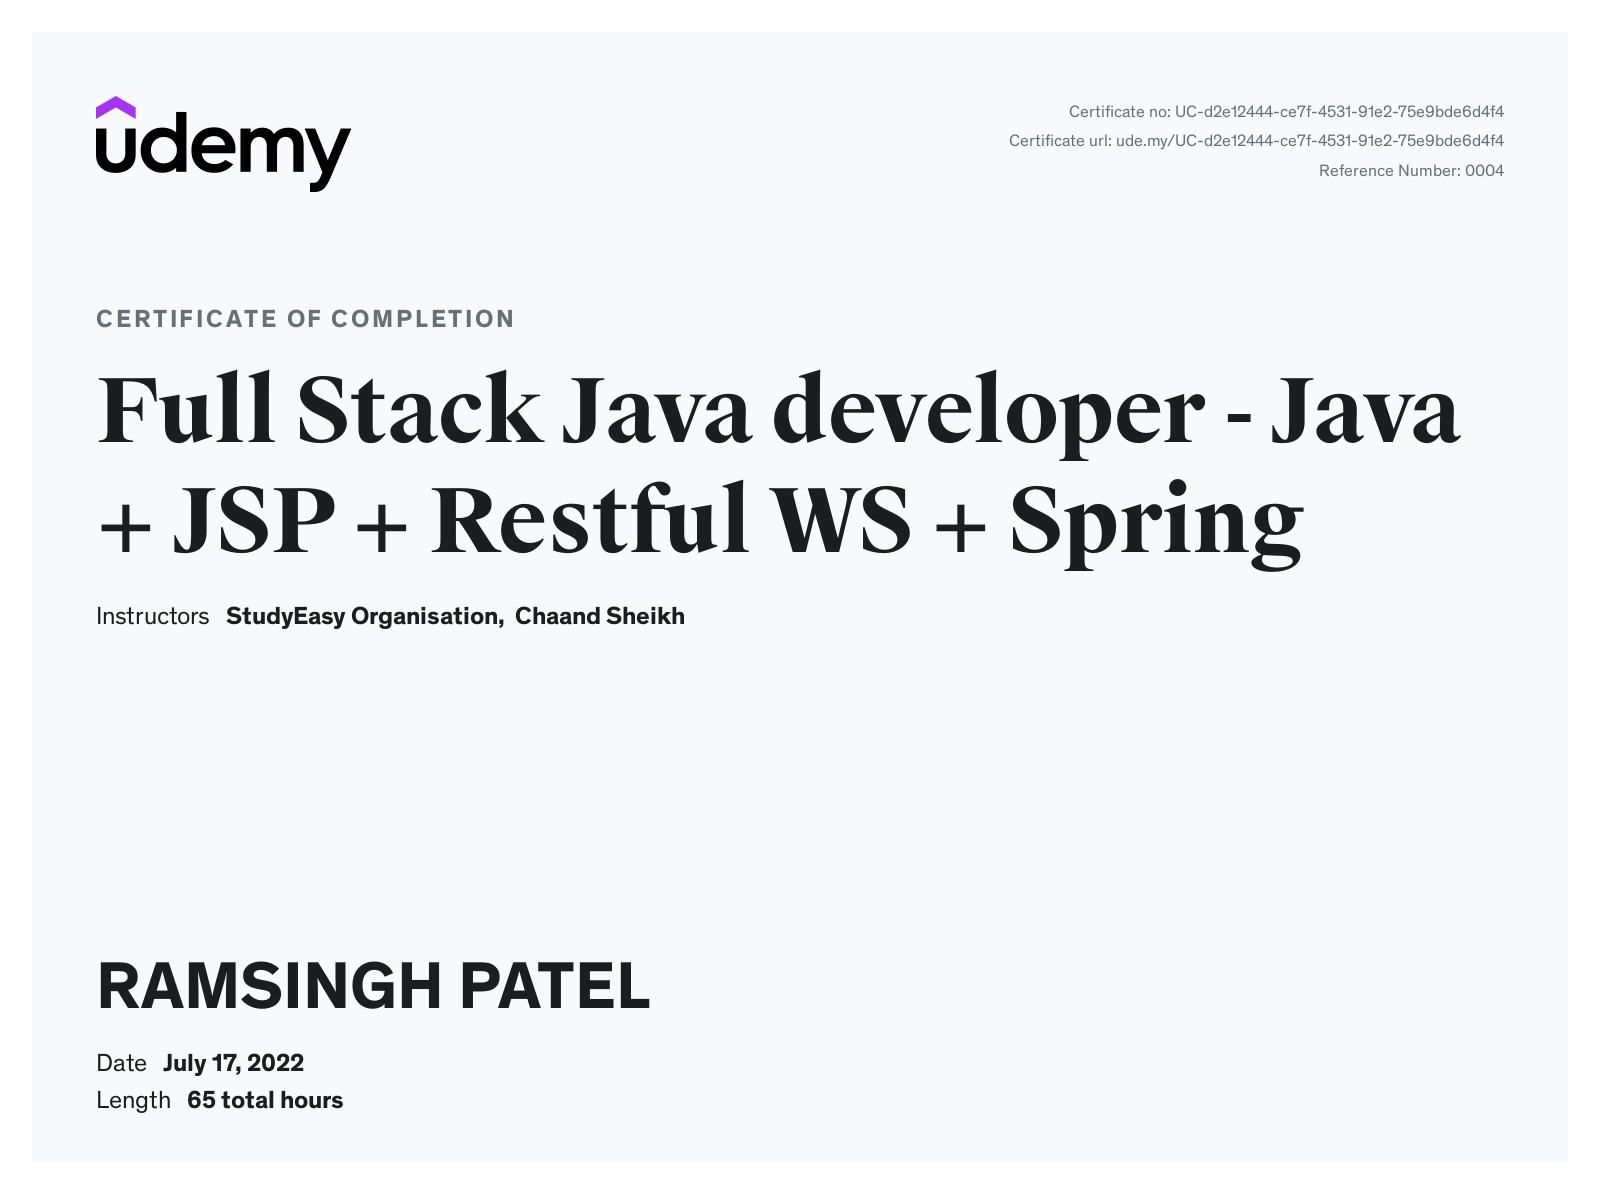 udemy
Certificate no: UC-d2e12444-ce7f-4531-91e2-75e9bde6d4f4
Certificate url: ude.my/UC-d2e12444-ce7f-4531-91e2-75e9bde6d4f4
Reference Number: 0004
CERTIFICATE OF COMPLETION
Full Stack Java developer - Java
+ JSP + Restful WS + Spring
Instructors StudyEasy Organisation, Chaand Sheikh
RAMSINGH PATEL
Date July 17, 2022
Length 65 total hours